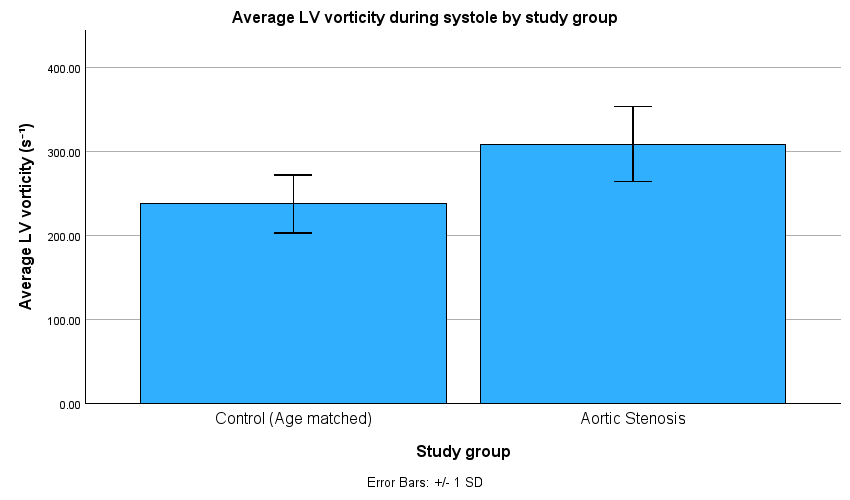 Average LV vorticity during systole by study group
Average LV vorticity (s⁻¹)
400.00
300.00
200.00
100.00
0.00
Control (Age matched)
Aortic Stenosis
Study group
Error Bars: +/- 1 SD